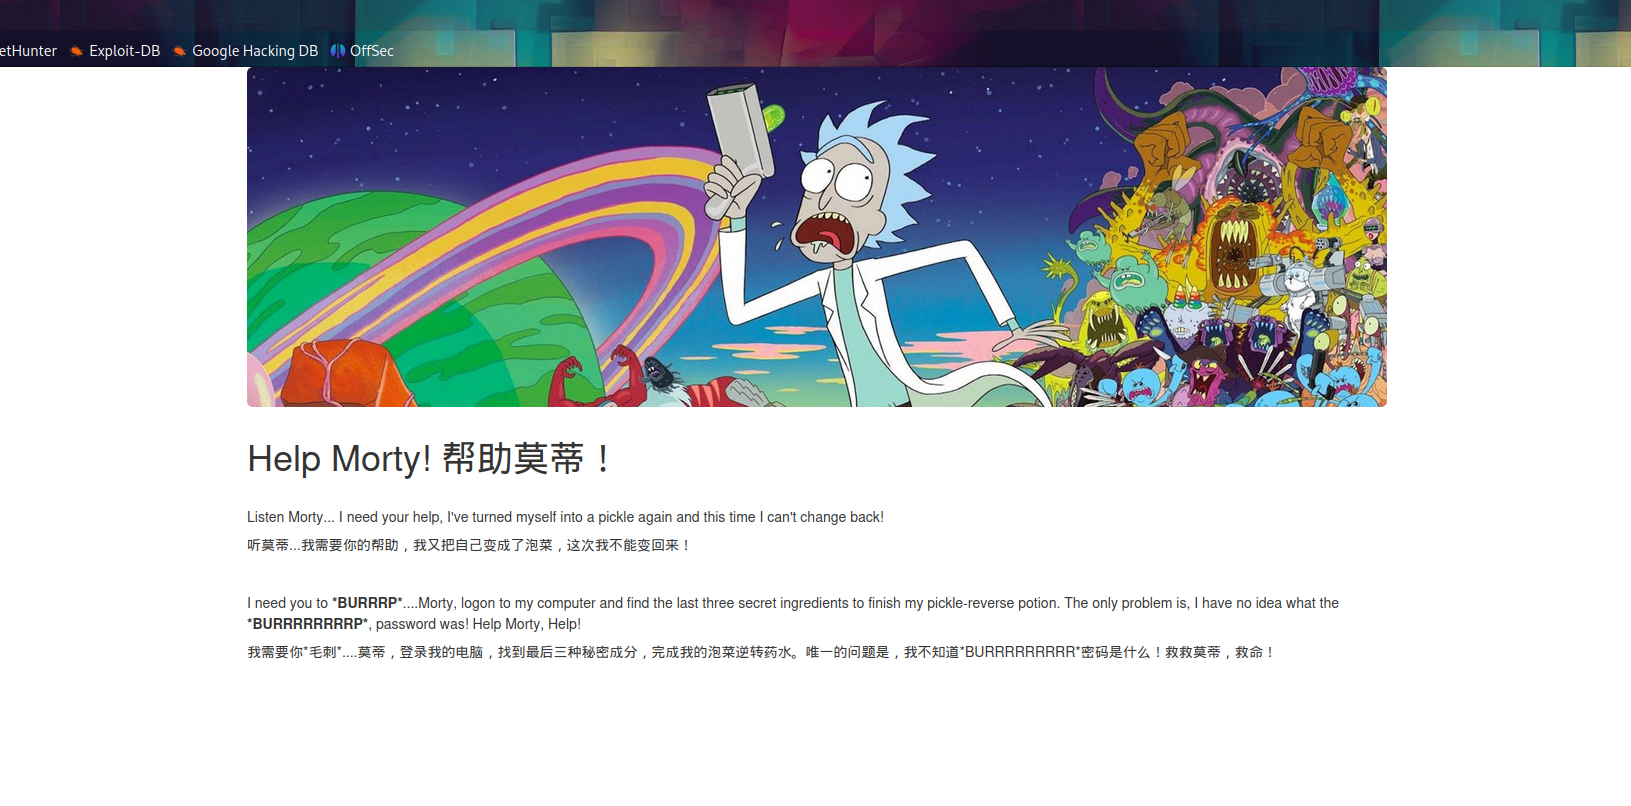 etHunter Exploit-DB Google Hacking DB OffSec
Help Morty! 帮助莫蒂！
Listen Morty... I need your help, I've turned myself into a pickle again and this time I can't change back!
听莫蒂...我需要你的帮助，我又把自己变成了泡菜，这次我不能变回来！
I need you to *BURRRP*....Morty, logon to my computer and find the last three secret ingredients to finish my pickle-reverse potion. The only problem is, I have no idea what the
*BURRRRRRRRP*, password was! Help Morty, Help!
我需要你*毛刺*....莫蒂，登录我的电脑，找到最后三种秘密成分，完成我的泡菜逆转药水。唯一的问题是，我不知道*BURRRRRRRRR*密码是什么！救救莫蒂，救命！